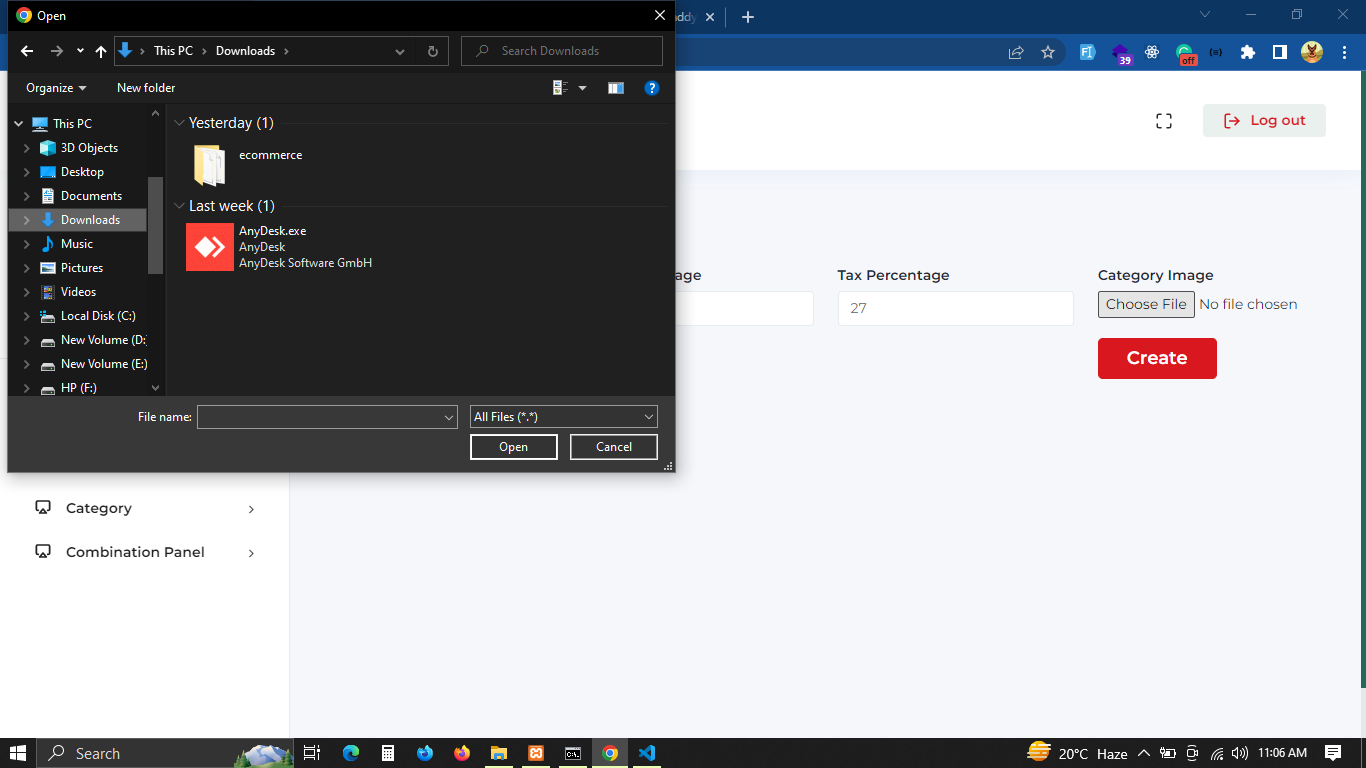 Open
addy
This PC
Downloads
Search Downloads
39
off
Organize
New folder
This PC
3D Objects
Desktop
Documents
Downloads
Music
Pictures
Videos
Local Disk (C:)
New Volume (D:
New Volume (E:)
HP (F:)
Yesterday (1)
ecommerce
Last week (1)
AnyDesk.exe
AnyDesk
AnyDesk Software GmbH
File name:
All Files (*.*)
Open
Cancel
Log out
age
Tax Percentage
27
Category Image
Choose File No file chosen
Create
Category
Combination Panel
Search
20°C Haze
11:06 AM